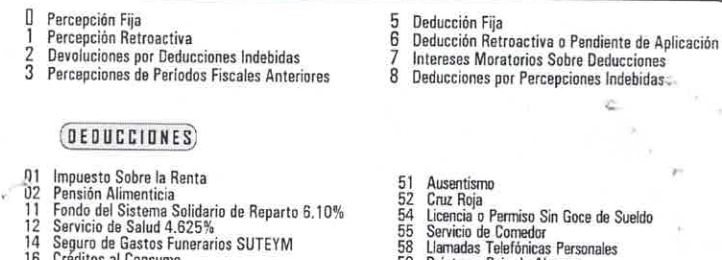 0 Percepción Fija
1 Percepción Retroactiva
2 Devoluciones por Deducciones Indebidas
3 Percepciones de Periodos Fiscales Anteriores
5 Deducción Fija
6 Deducción Retroactiva o Pendiente de Aplicación
7 Intereses Moratorios Sobre Deducciones
8 Deducciones por Percepciones Indebidas
DEDUCCIONES
01 Impuesto Sobre la Renta
02 Pensión Alimenticia
11 Fondo del Sistema Solidario de Reparto 6.10%
12 Servicio de Salud 4.625%
14 Seguro de Gastos Funerarios SUTEYM
16 Créditos al Consumo
51 Ausentismo
52 Cruz Roja
54 Licencia o Permiso Sin Goce de Sueldo
55 Servicio de Comedor
58 Llamadas Telefónicas Personales